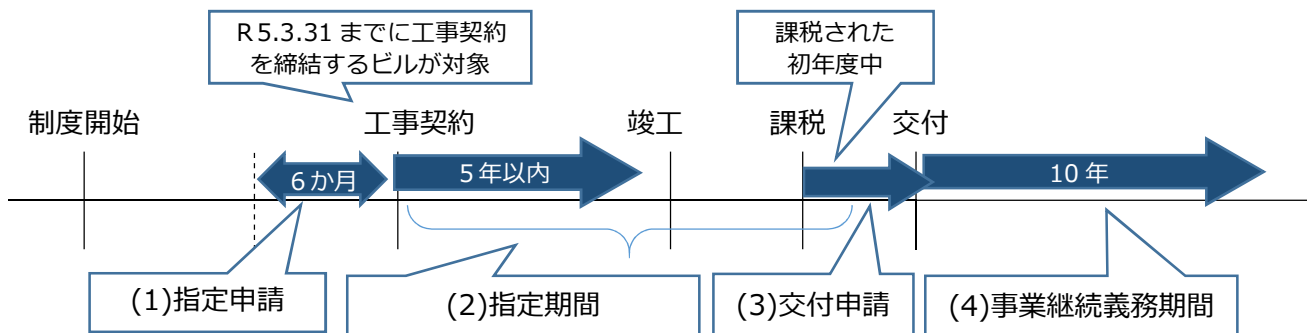 R5.3.31 までに工事契約
を締結するビルが対象
課税された
初年度中
制度開始
工事契約
竣工
課税
交付
6か月
5年以内
10年
(1)指定申請
(2)指定期間
(3)交付申請
(4)事業継続義務期間